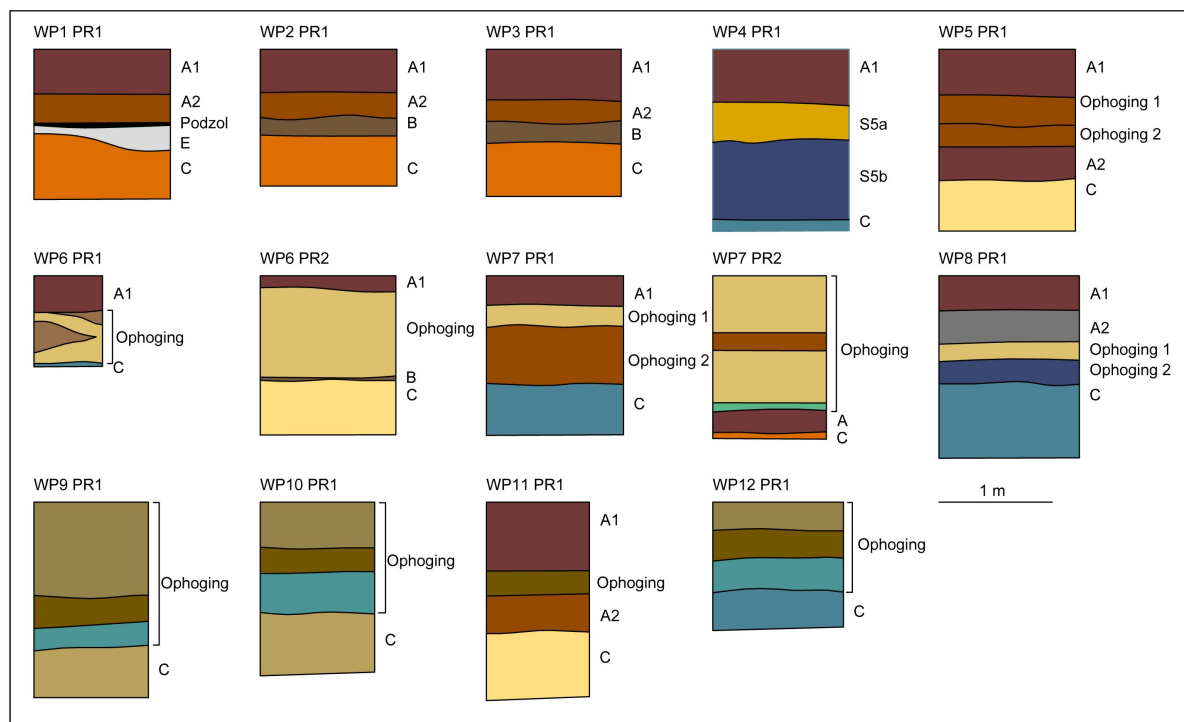 WP1 PR1
A1
A2
Podzol
E
C
WP2 PR1
A1
A2
B
C
WP3 PR1
A1
A2
B
C
WP4 PR1
A1
S5a
S5b
C
WP5 PR1
A1
Ophoging 1
Ophoging 2
A2
C
WP6 PR1
A1
Ophoging
C
WP6 PR2
A1
Ophoging
B
C
WP7 PR1
A1
Ophoging 1
Ophoging 2
C
WP7 PR2
Ophoging
A
C
WP8 PR1
A1
A2
Ophoging 1
Ophoging 2
C
WP9 PR1
Ophoging
C
WP10 PR1
Ophoging
C
WP11 PR1
A1
Ophoging
A2
C
WP12 PR1
Ophoging
C
1 m